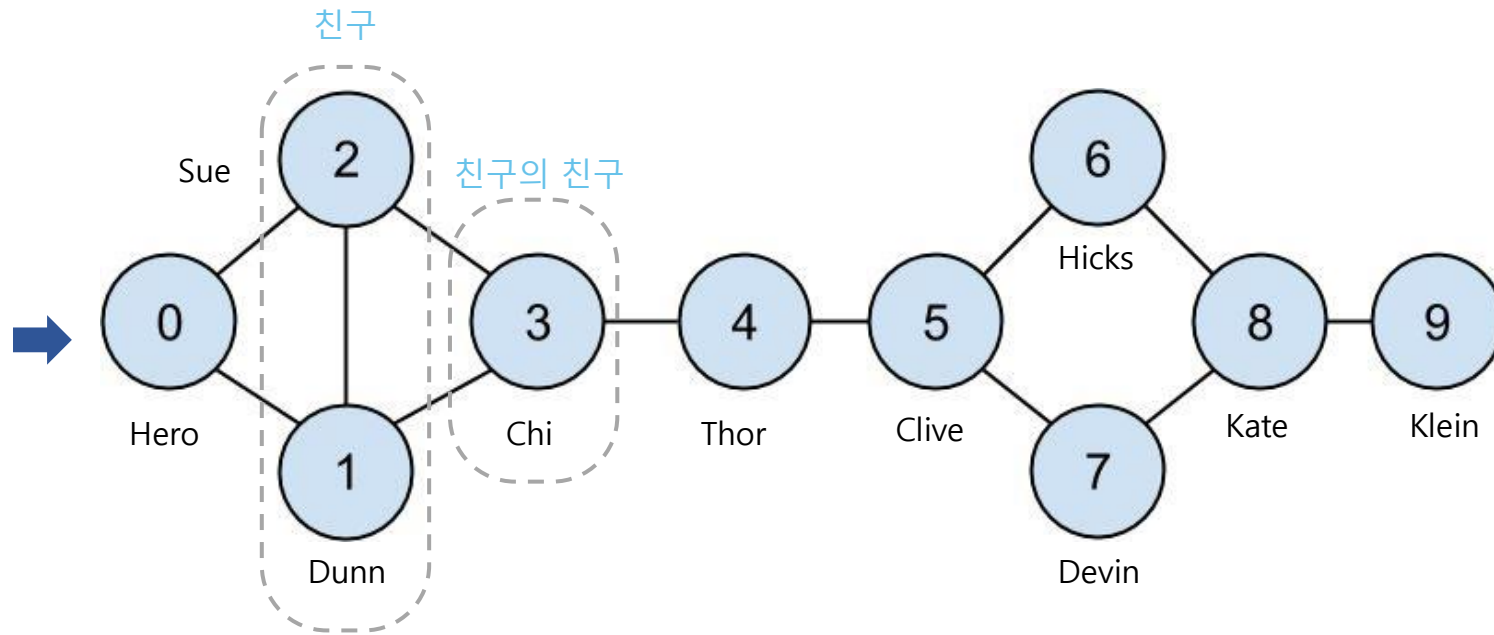 친구
2
Sue
친구의 친구
6
Hicks
0
3
4
5
8
9
Hero
Chi
Thor
Clive
Kate
Klein
1
7
Dunn
Devin